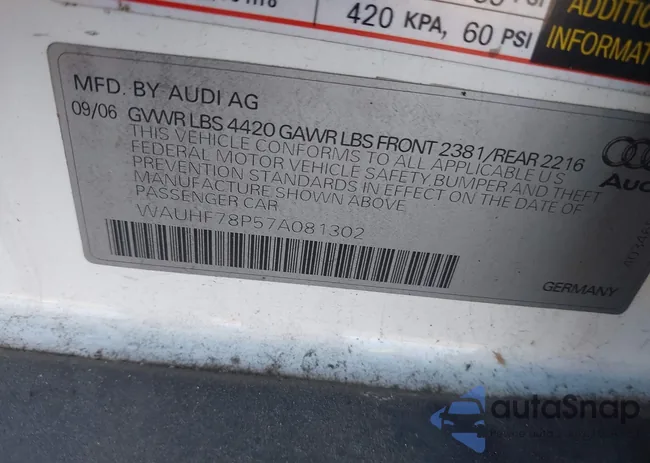 420 KPA, 60 PSI
INFORMAT
MFD. BY AUDI AG
09/06 GVWR LBS 4420 GAWR LBS FRONT 2381/REAR 2216
THIS VEHICLE CONFORMS TO ALL APPLICABLE U.S
FEDERAL MOTOR VEHICLE SAFETY, BUMPER AND THEFT
PREVENTION STANDARDS IN EFFECT ON THE DATE OF
MANUFACTURE SHOWN ABOVE.
PASSENGER CAR
WAUHF78P57A081302
GERMANY
autaSnap